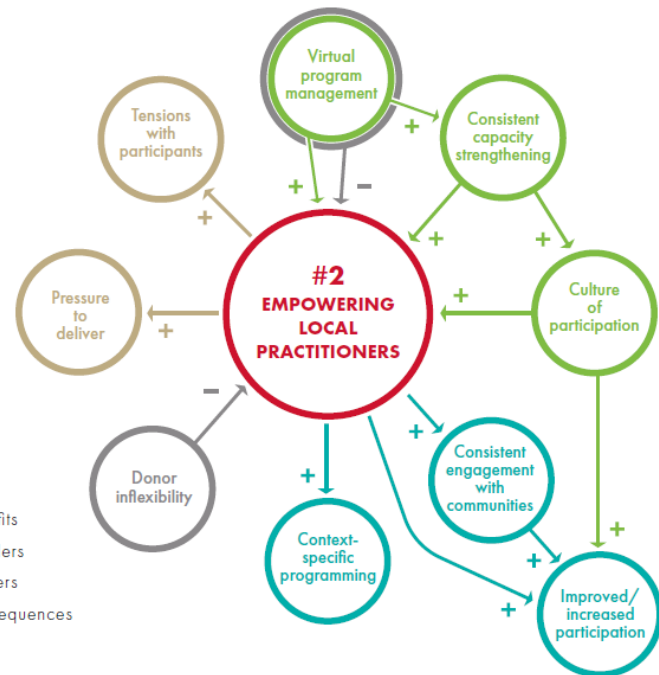 Virtual
program
management
Tensions
with
participants
Consistent
capacity
strengthening
+
+
−
+
+
+
#2
EMPOWERING
LOCAL
PRACTITIONERS
Pressure
to
deliver
+
+
Culture
of
participation
−
Donor
inflexibility
+
Consistent
engagement
with
communities
+
Context-
specific
programming
+
+
+
Improved/
increased
participation